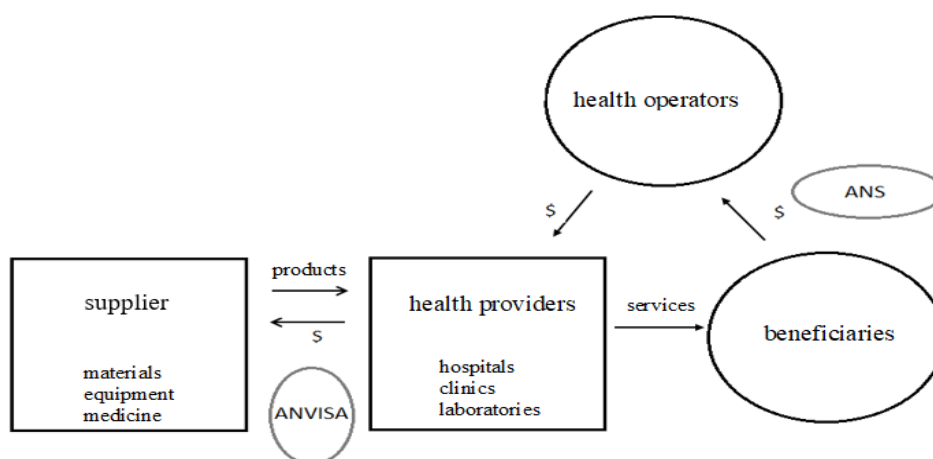 health operators
ANS
$
$
products
supplier
health providers
services
beneficiaries
$
materials
equipment
medicine
ANVISA
hospitals
clinics
laboratories